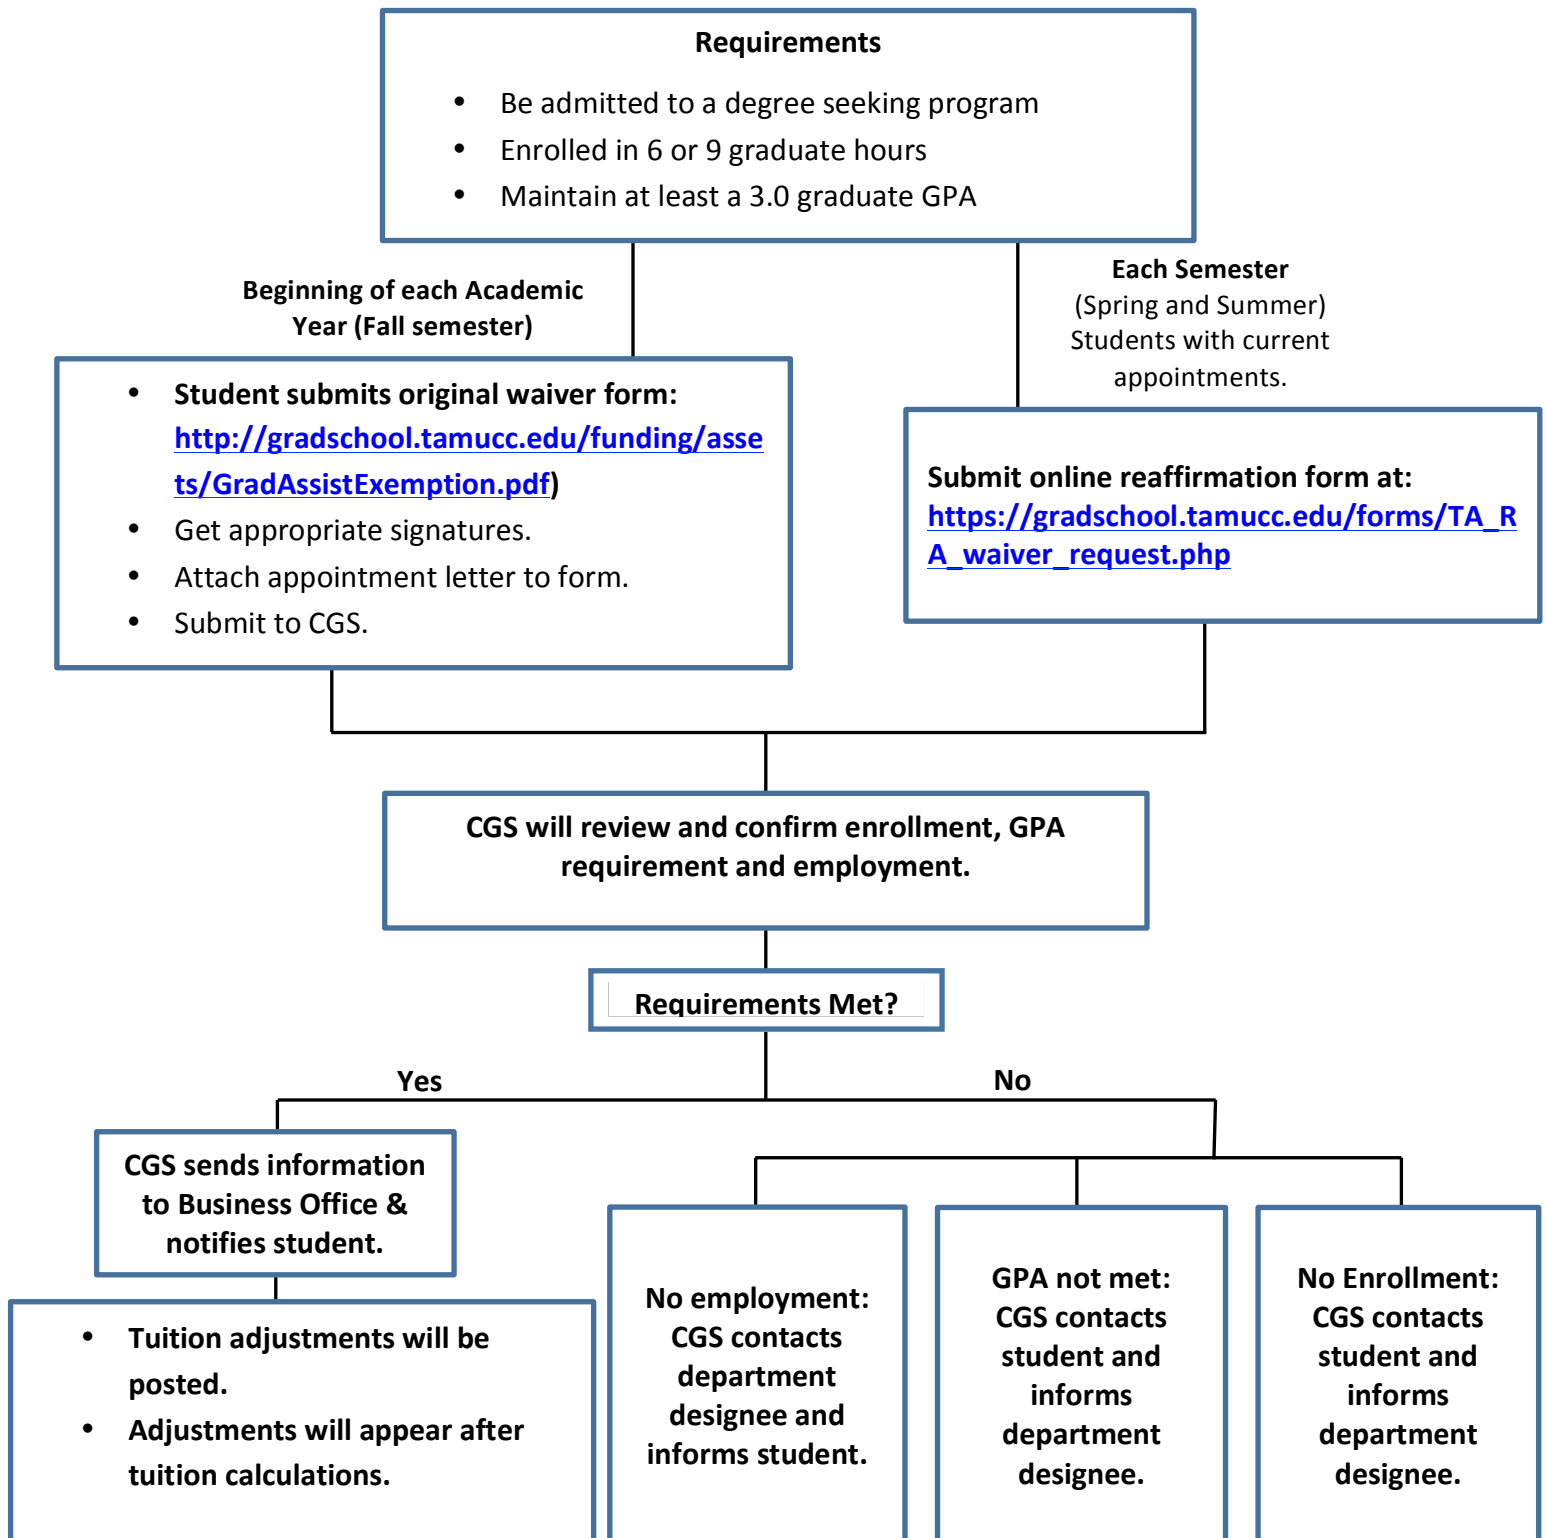 Requirements
• Be admitted to a degree seeking program
• Enrolled in 6 or 9 graduate hours
• Maintain at least a 3.0 graduate GPA
Beginning of each Academic
Year (Fall semester)
Each Semester
(Spring and Summer)
Students with current
appointments.
• Student submits original waiver form:
http://gradschool.tamucc.edu/funding/asse
ts/GradAssistExemption.pdf)
• Get appropriate signatures.
• Attach appointment letter to form.
• Submit to CGS.
Submit online reaffirmation form at:
https://gradschool.tamucc.edu/forms/TA_R
A_waiver_request.php
CGS will review and confirm enrollment, GPA
requirement and employment.
Requirements Met?
Yes
No
CGS sends information
to Business Office &
notifies student.
• Tuition adjustments will be
posted.
• Adjustments will appear after
tuition calculations.
No employment:
CGS contacts
department
designee and
informs student.
GPA not met:
CGS contacts
student and
informs
department
designee.
No Enrollment:
CGS contacts
student and
informs
department
designee.